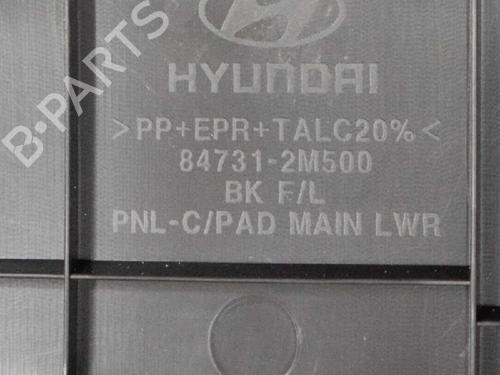 B-PARTS
HYUNDAI
>PP+EPR+TALC20%<
84731-2M500
BK F/L
PNL-C/PAD MAIN LWR